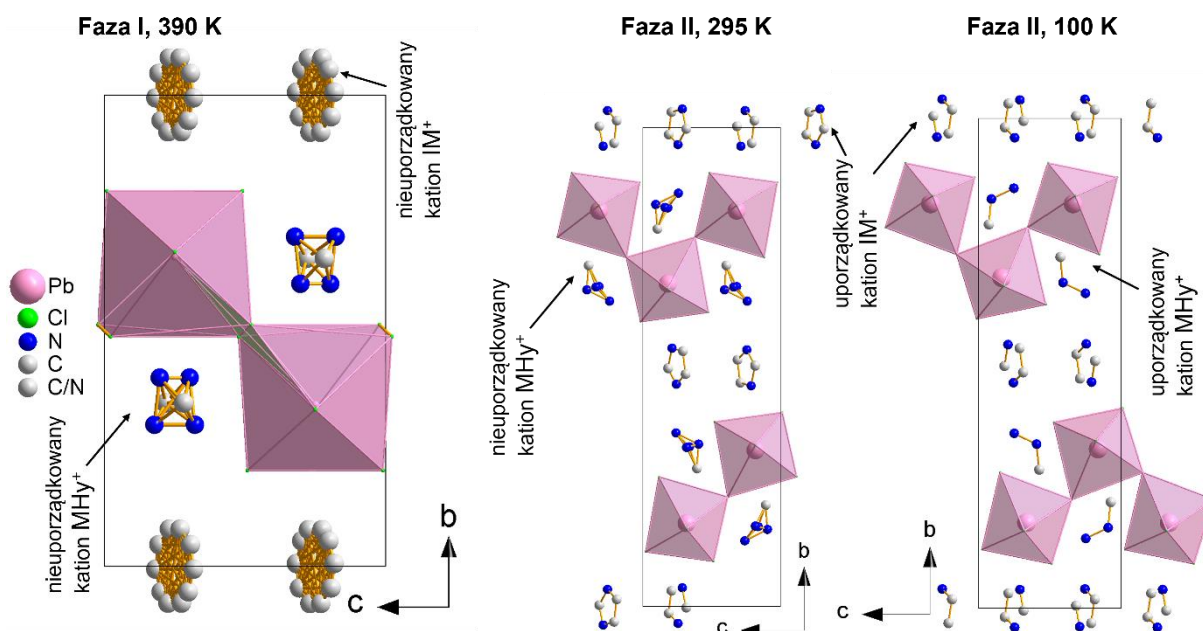 Faza I, 390 K
nieuporządkowany
kation IM⁺
Pb
Cl
N
C
C/N
nieuporządkowany
kation MHy⁺
b
c
Faza II, 295 K
nieuporządkowany
kation MHy⁺
uporządkowany
kation IM⁺
b
c
Faza II, 100 K
uporządkowany
kation MHy⁺
b
c